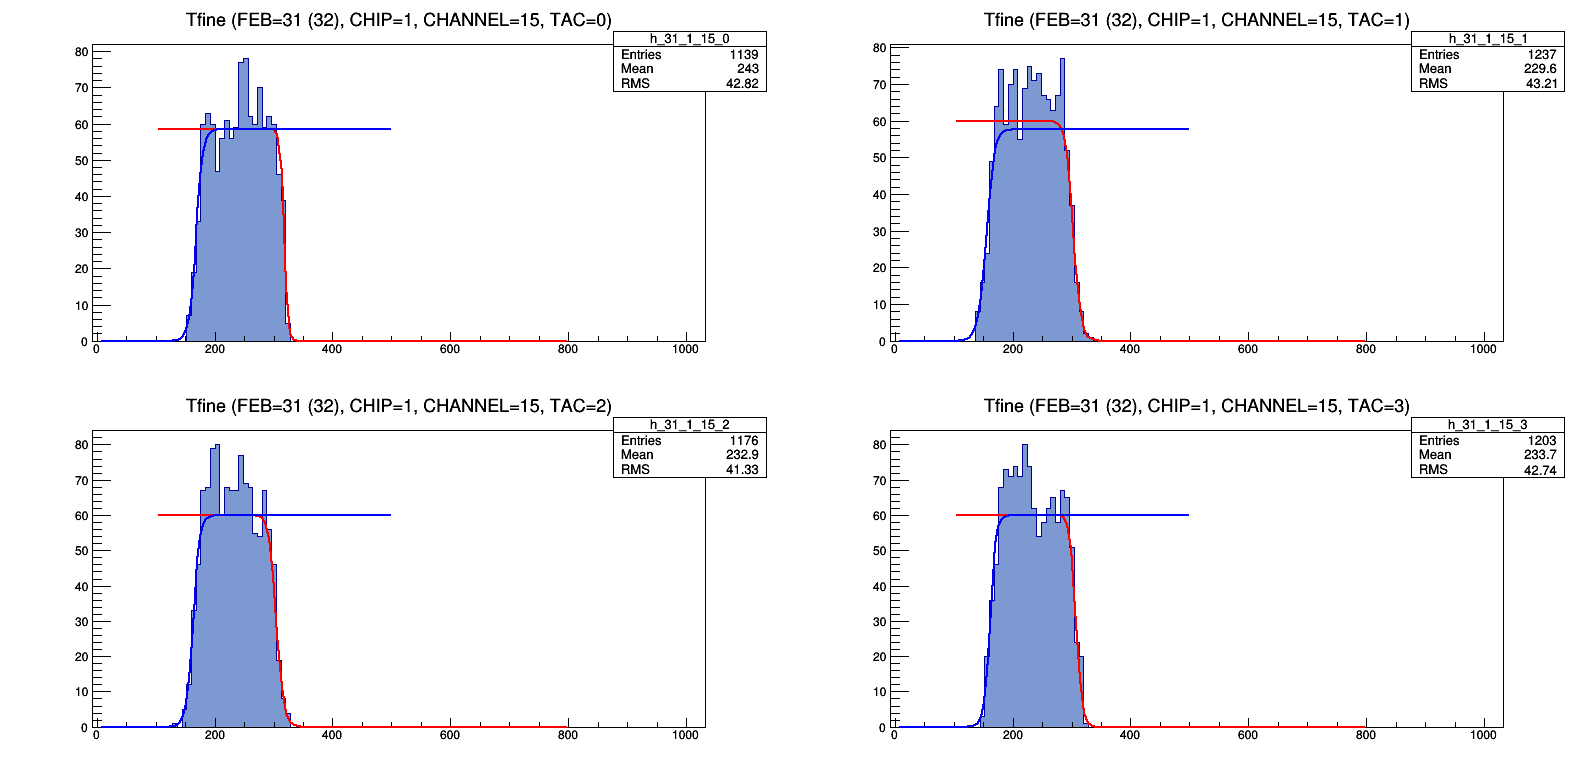 Tfine (FEB=31 (32), CHIP=1, CHANNEL=15, TAC=0)
h_31_1_15_0
Entries 1139
Mean 243
RMS 42.82
80
70
60
50
40
30
20
10
0
0 200 400 600 800 1000
Tfine (FEB=31 (32), CHIP=1, CHANNEL=15, TAC=1)
h_31_1_15_1
Entries 1237
Mean 229.6
RMS 43.21
80
70
60
50
40
30
20
10
0
0 200 400 600 800 1000
Tfine (FEB=31 (32), CHIP=1, CHANNEL=15, TAC=2)
h_31_1_15_2
Entries 1176
Mean 232.9
RMS 41.33
80
70
60
50
40
30
20
10
0
0 200 400 600 800 1000
Tfine (FEB=31 (32), CHIP=1, CHANNEL=15, TAC=3)
h_31_1_15_3
Entries 1203
Mean 233.7
RMS 42.74
80
70
60
50
40
30
20
10
0
0 200 400 600 800 1000